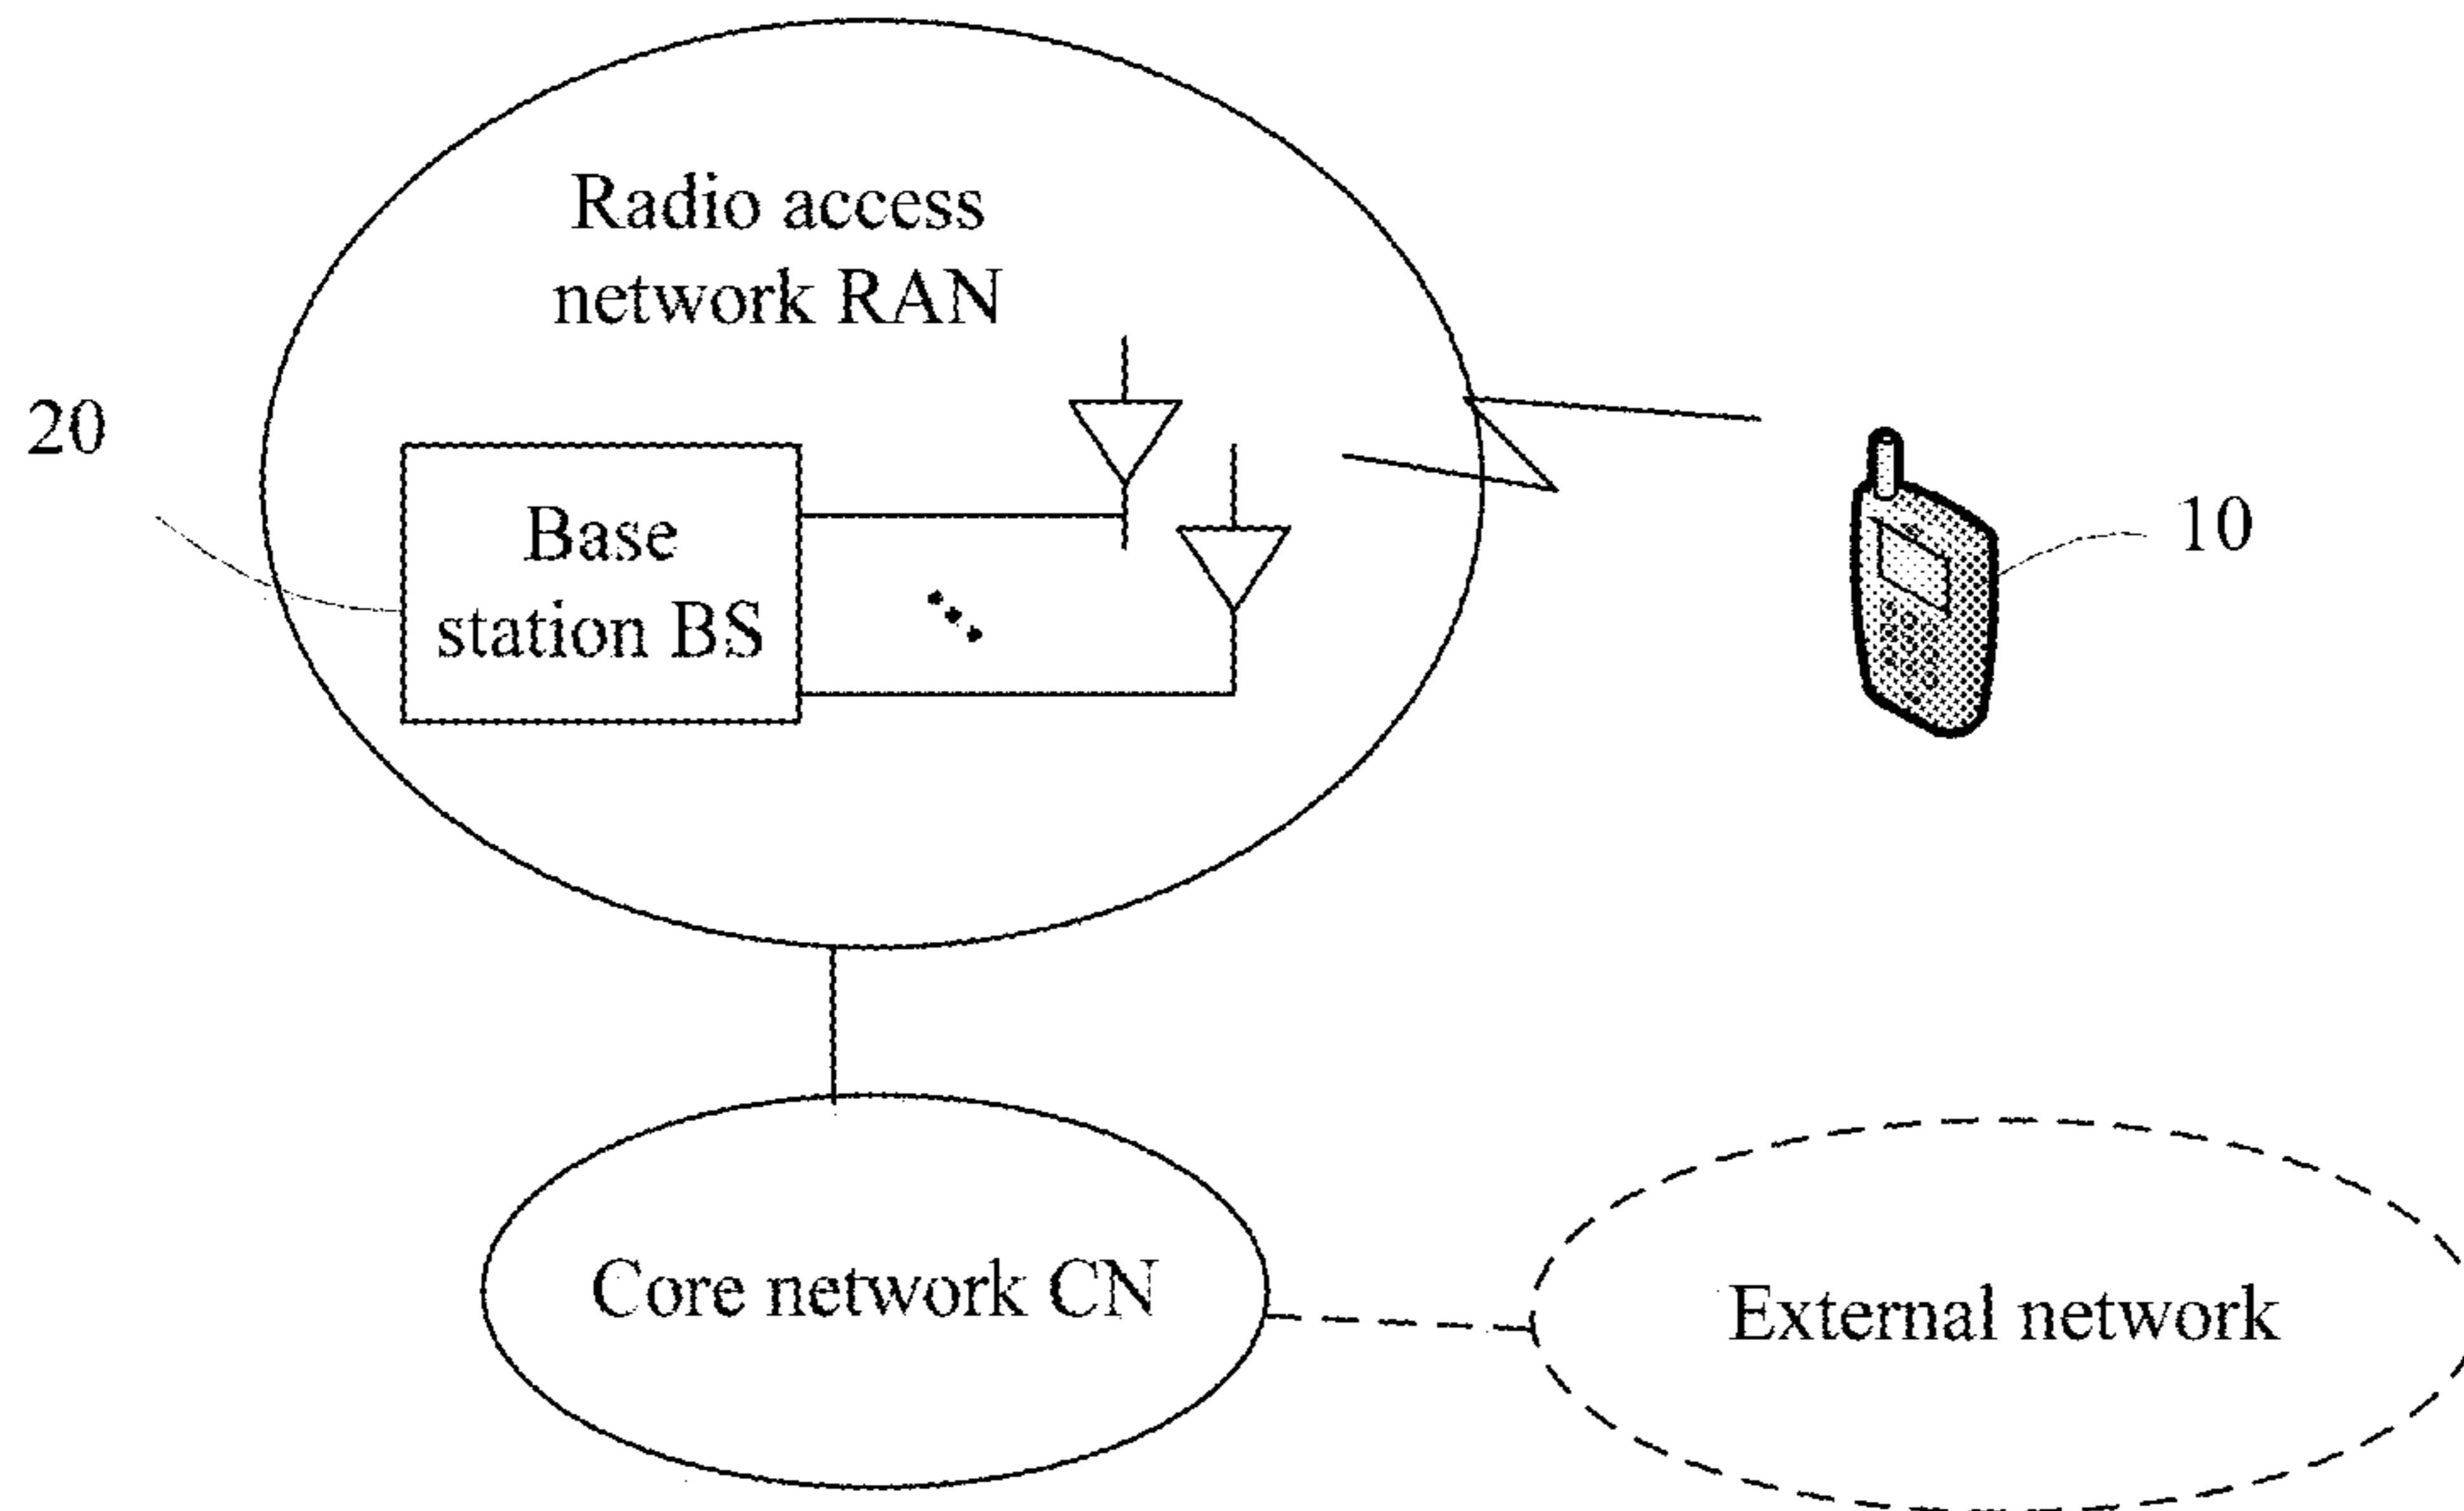 Radio access
network RAN
20
Base
station BS
10
Core network CN
External network